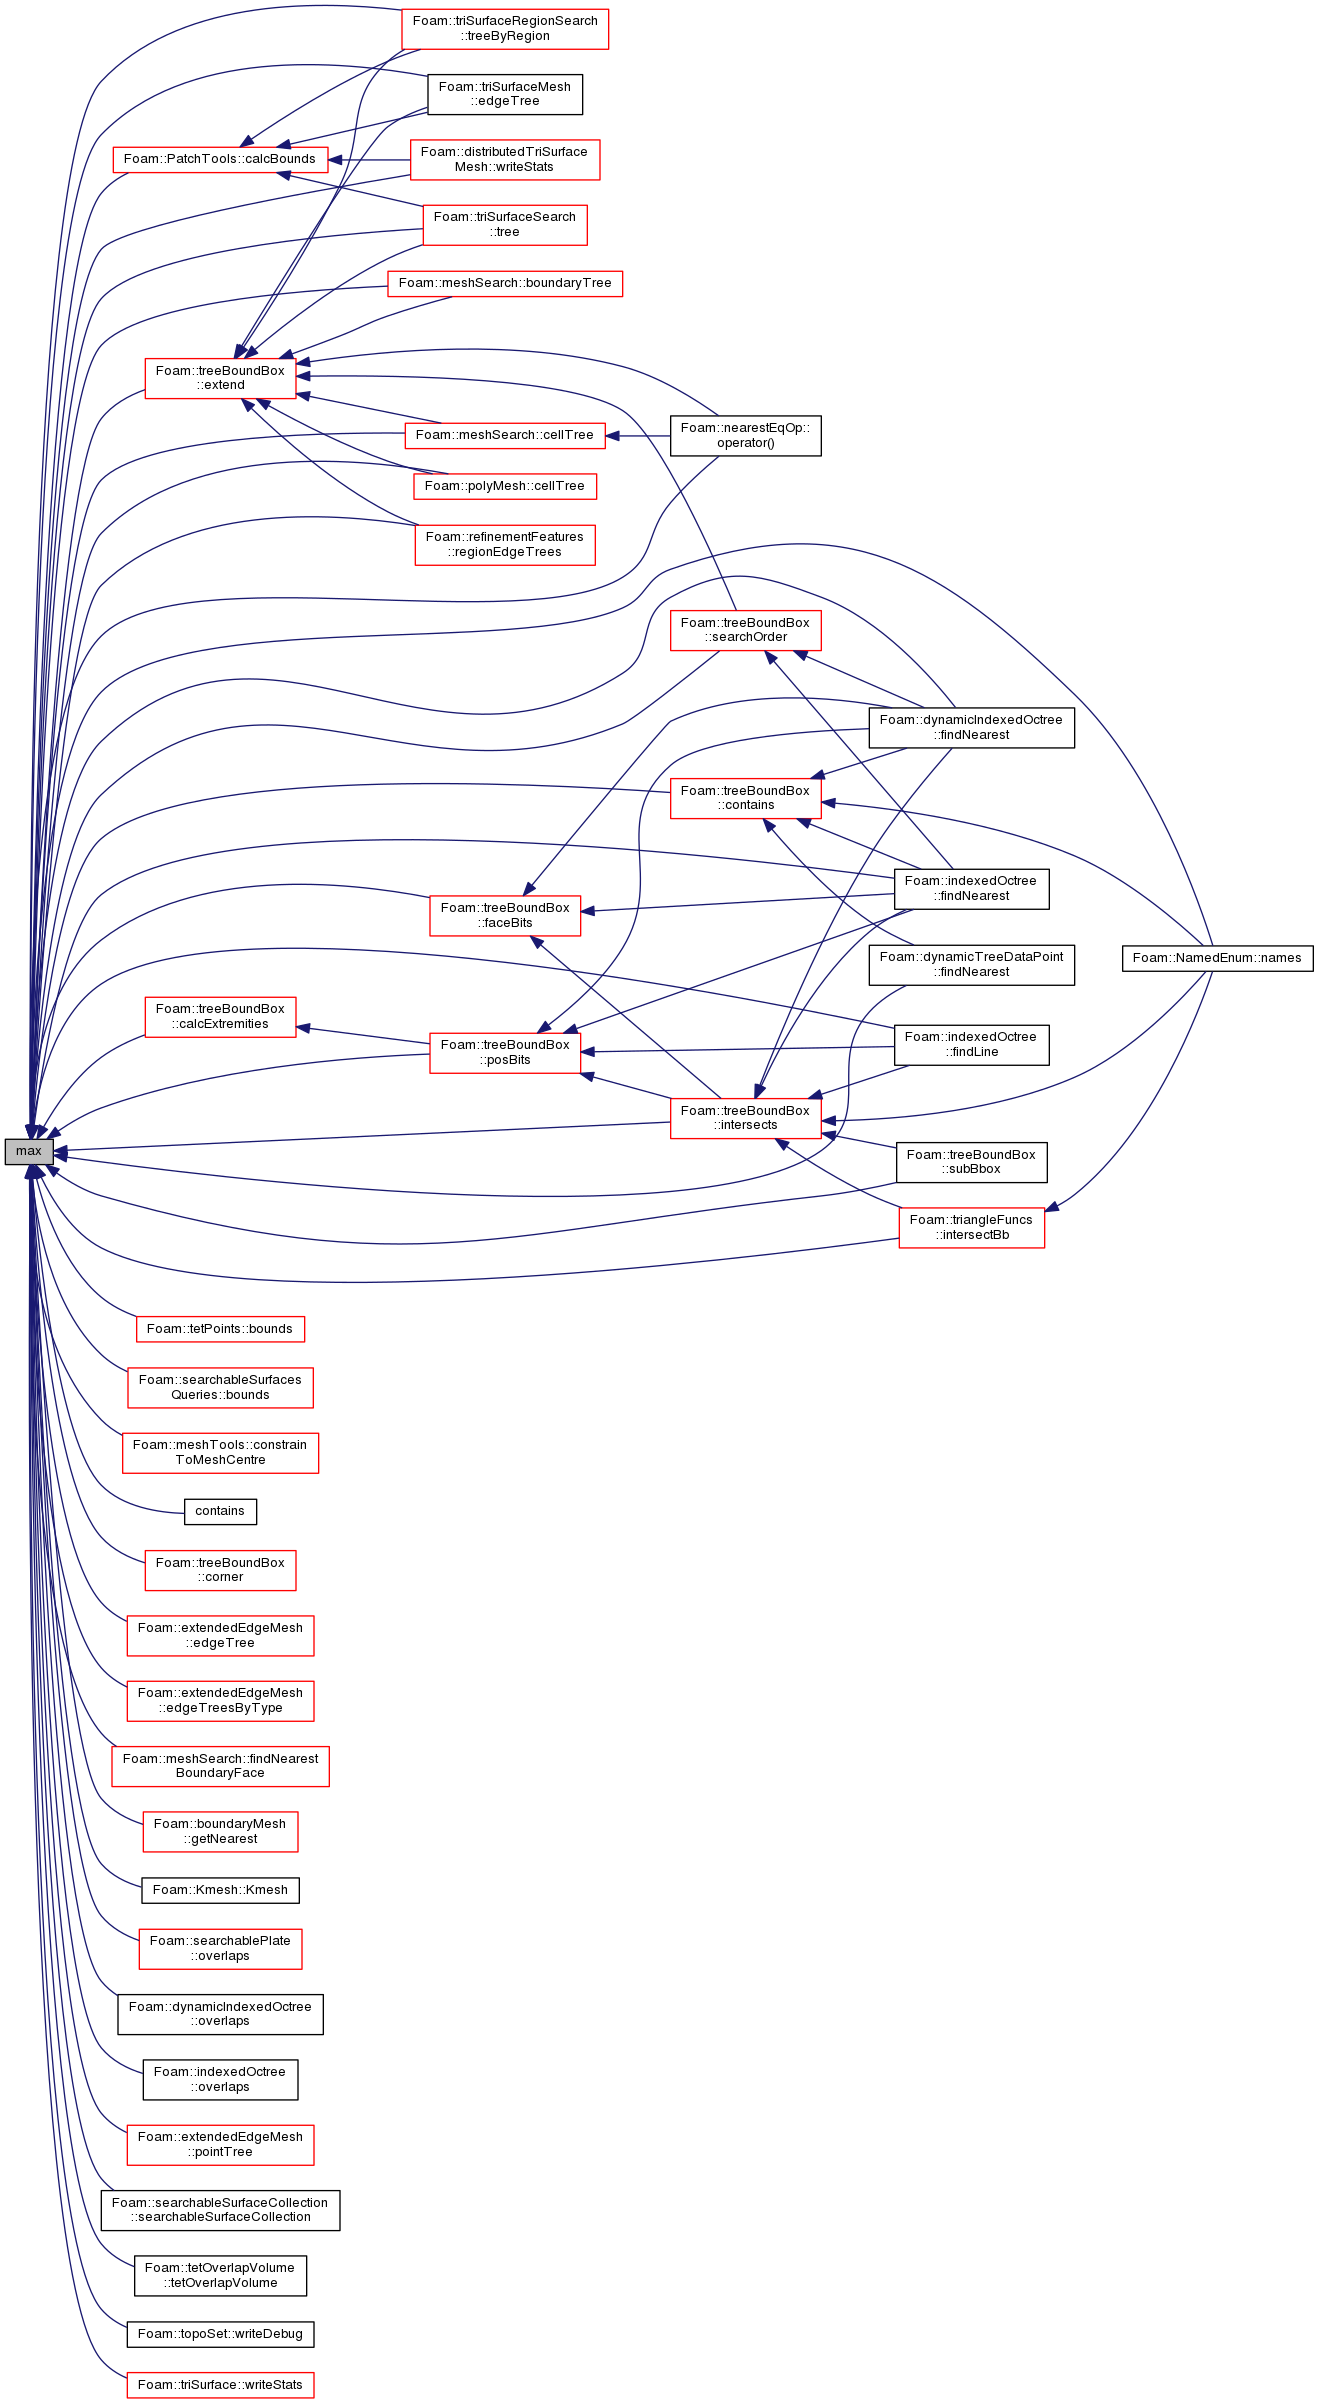 Foam::triSurfaceRegionSearch
::treeByRegion
Foam::triSurfaceMesh
::edgeTree
Foam::PatchTools::calcBounds
Foam::distributedTriSurface
Mesh::writeStats
Foam::triSurfaceSearch
::tree
Foam::meshSearch::boundaryTree
Foam::treeBoundBox
::extend
Foam::meshSearch::cellTree
Foam::nearestEqOp::
operator()
Foam::polyMesh::cellTree
Foam::refinementFeatures
::regionEdgeTrees
Foam::treeBoundBox
::searchOrder
Foam::dynamicIndexedOctree
::findNearest
Foam::treeBoundBox
::contains
Foam::indexedOctree
::findNearest
Foam::treeBoundBox
::faceBits
Foam::dynamicTreeDataPoint
::findNearest
Foam::NamedEnum::names
Foam::treeBoundBox
::calcExtremities
Foam::treeBoundBox
::posBits
Foam::indexedOctree
::findLine
Foam::treeBoundBox
::intersects
max
Foam::treeBoundBox
::subBbox
Foam::triangleFuncs
::intersectBb
Foam::tetPoints::bounds
Foam::searchableSurfaces
Queries::bounds
Foam::meshTools::constrain
ToMeshCentre
contains
Foam::treeBoundBox
::corner
Foam::extendedEdgeMesh
::edgeTree
Foam::extendedEdgeMesh
::edgeTreesByType
Foam::meshSearch::findNearest
BoundaryFace
Foam::boundaryMesh
::getNearest
Foam::Kmesh::Kmesh
Foam::searchablePlate
::overlaps
Foam::dynamicIndexedOctree
::overlaps
Foam::indexedOctree
::overlaps
Foam::extendedEdgeMesh
::pointTree
Foam::searchableSurfaceCollection
::searchableSurfaceCollection
Foam::tetOverlapVolume
::tetOverlapVolume
Foam::topoSet::writeDebug
Foam::triSurface::writeStats